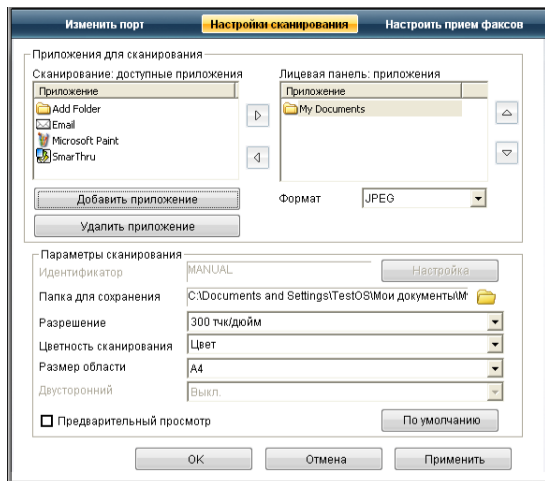 Изменить порт Настройки сканирования Настроить прием факсов
Приложения для сканирования
Сканирование: доступные приложения Лицевая панель: приложения
Приложение Приложение
Add Folder My Documents
Email
Microsoft Paint
SmarThru
Добавить приложение Формат JPEG
Удалить приложение
Параметры сканирования
Идентификатор MANUAL Настройка
Папка для сохранения C:\Documents and Settings\TestOS\Мои документы\M
Разрешение 300 тчк/дюйм
Цветность сканирования Цвет
Размер области A4
Двусторонний Выкл.
Предварительный просмотр По умолчанию
OK Отмена Применить